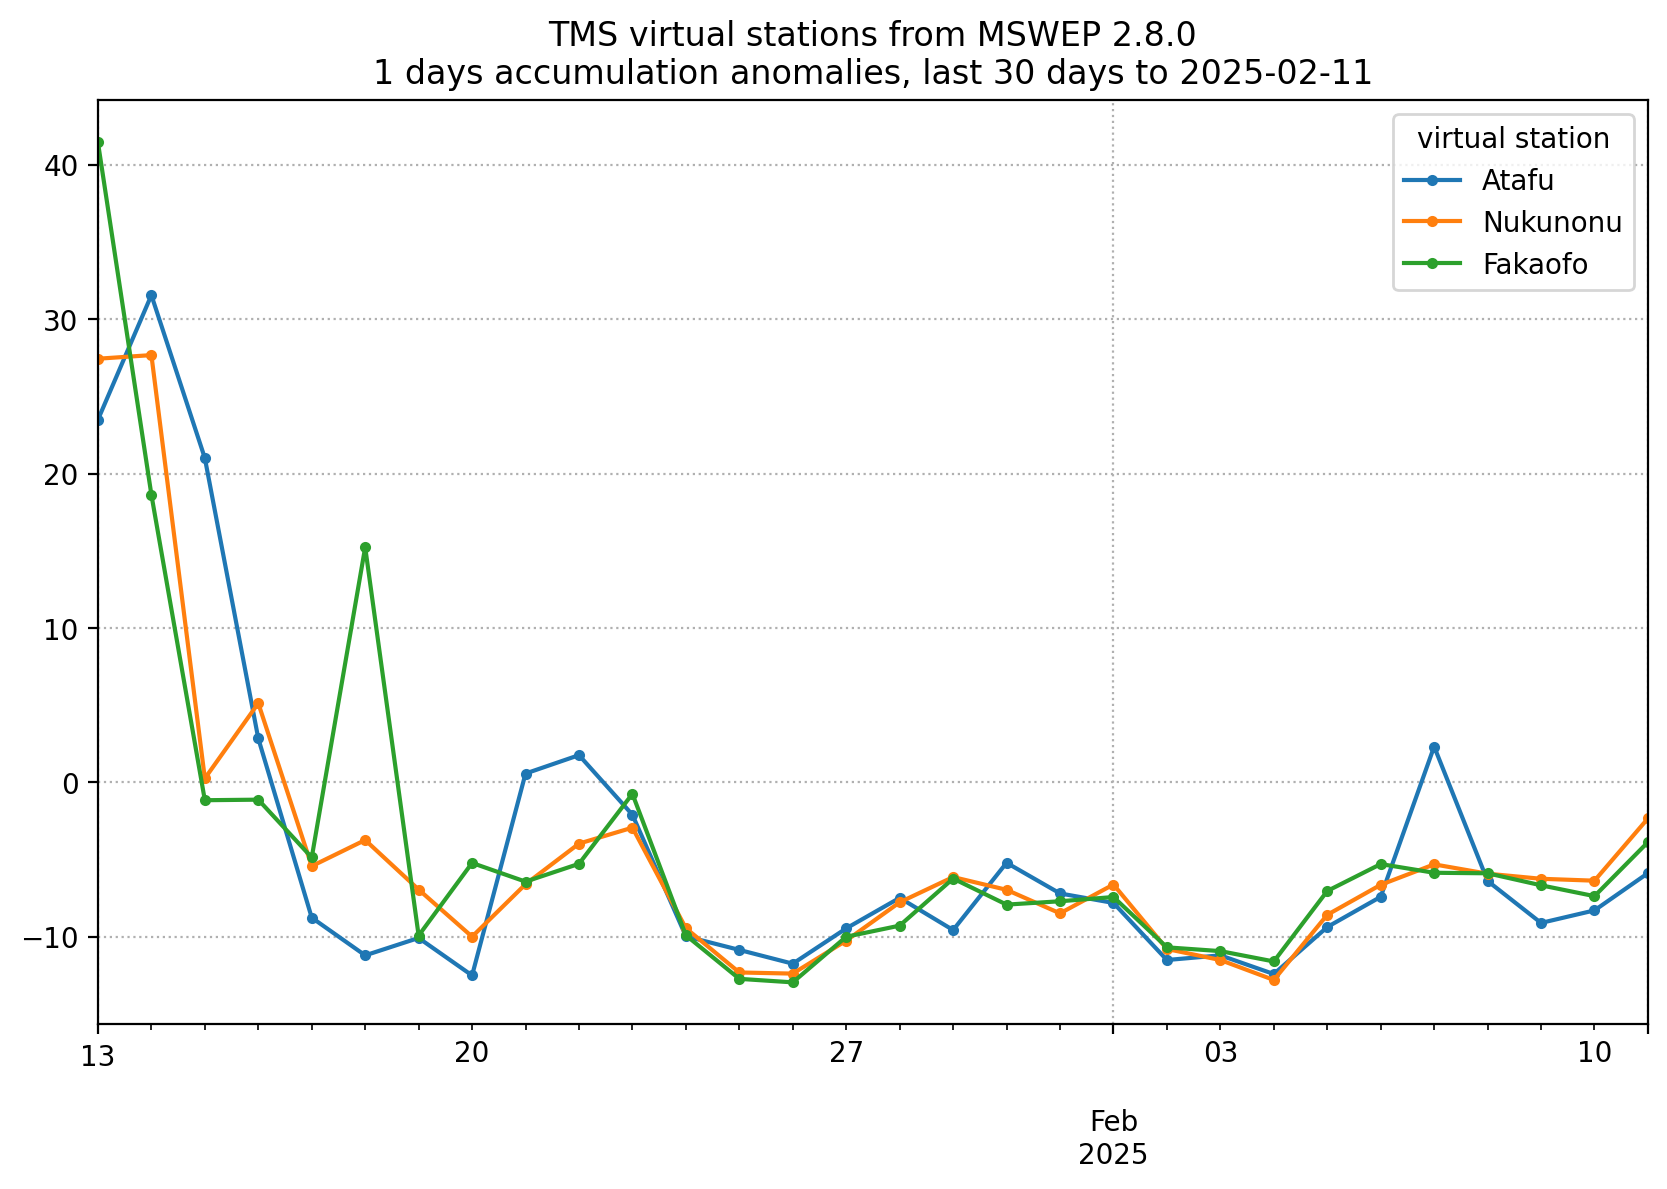 TMS virtual stations from MSWEP 2.8.0
1 days accumulation anomalies, last 30 days to 2025-02-11
virtual station
Atafu
Nukunonu
Fakaofo
40
30
20
10
0
−10
13
20
27
03
10
Feb
2025